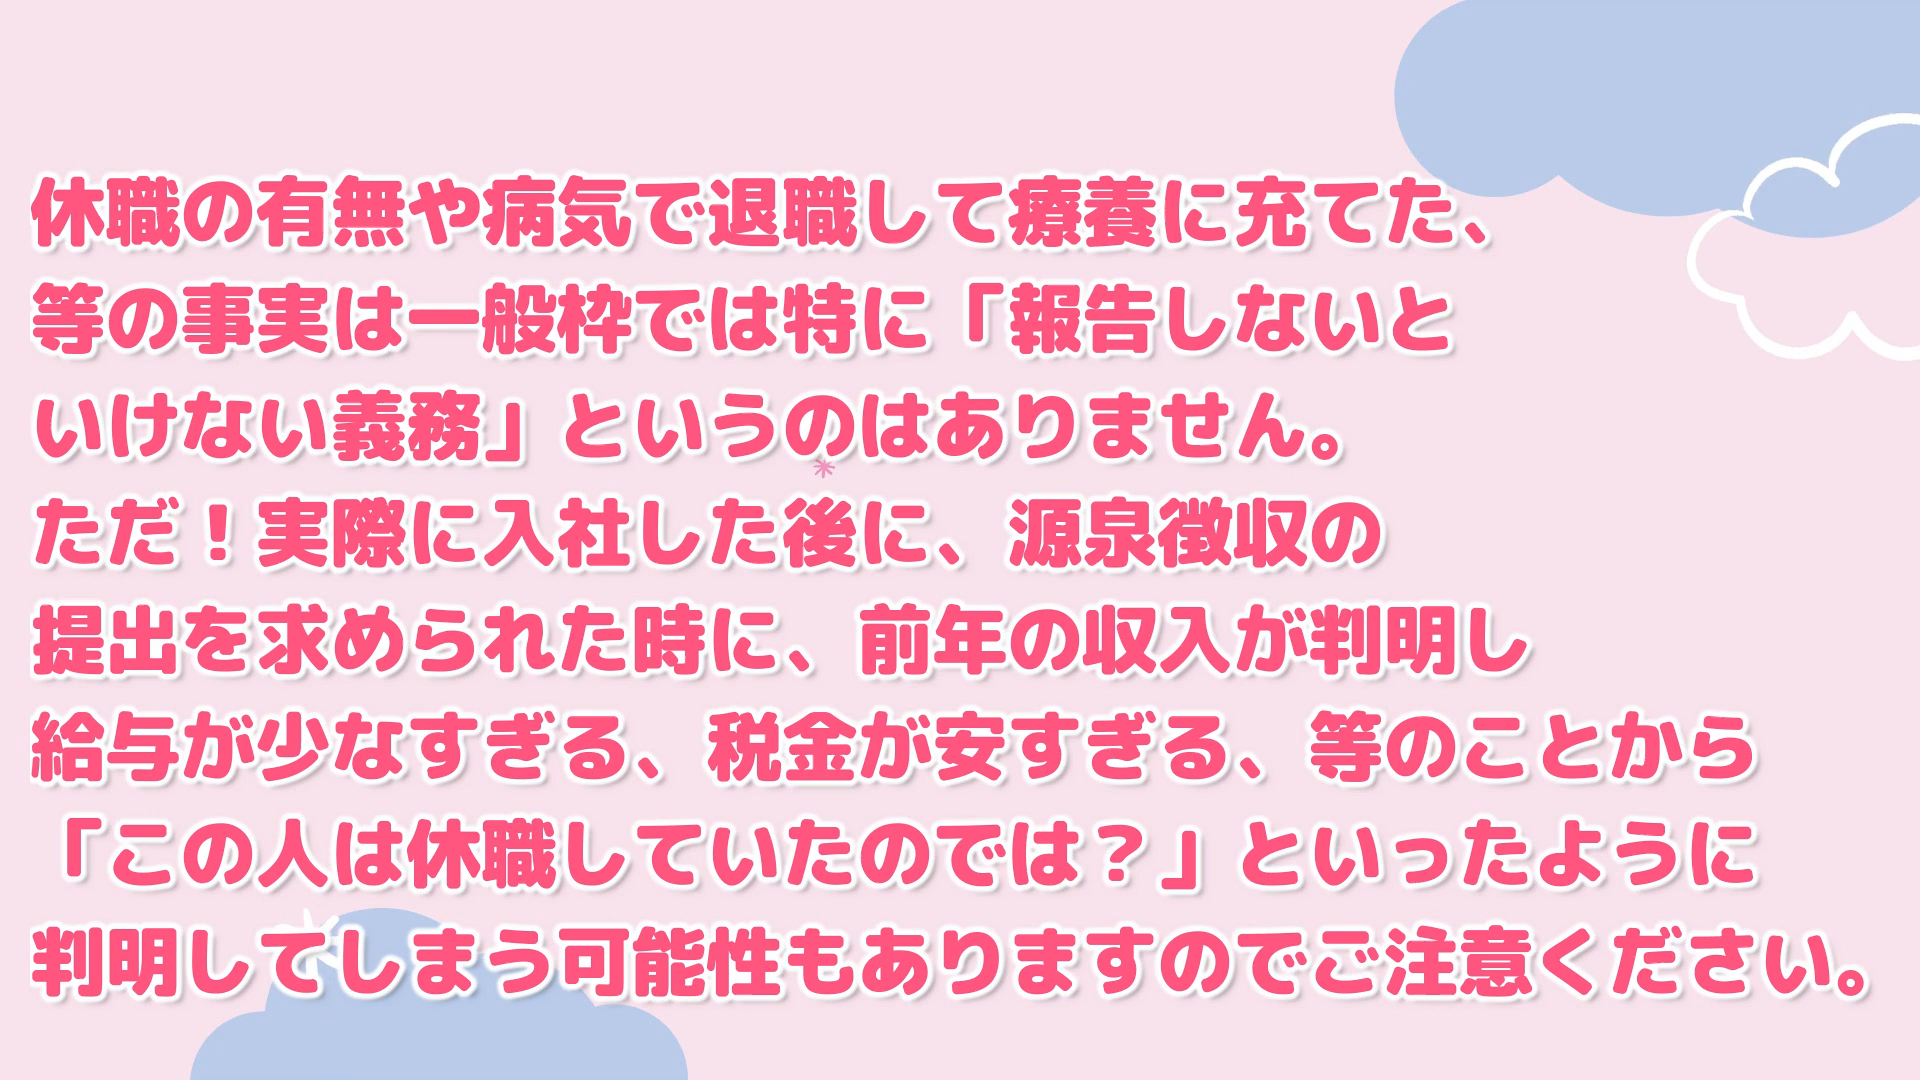 休職の有無や病気で退職して療養に充てた、
等の事実は一般枠では特に「報告しないと
いけない義務」というのはありません。
ただ！実際に入社した後に、源泉徴収の
提出を求められた時に、前年の収入が判明し
給与が少なすぎる、税金が安すぎる、等のことから
「この人は休職していたのでは？」といったように
判明してしまう可能性もありますのでご注意ください。